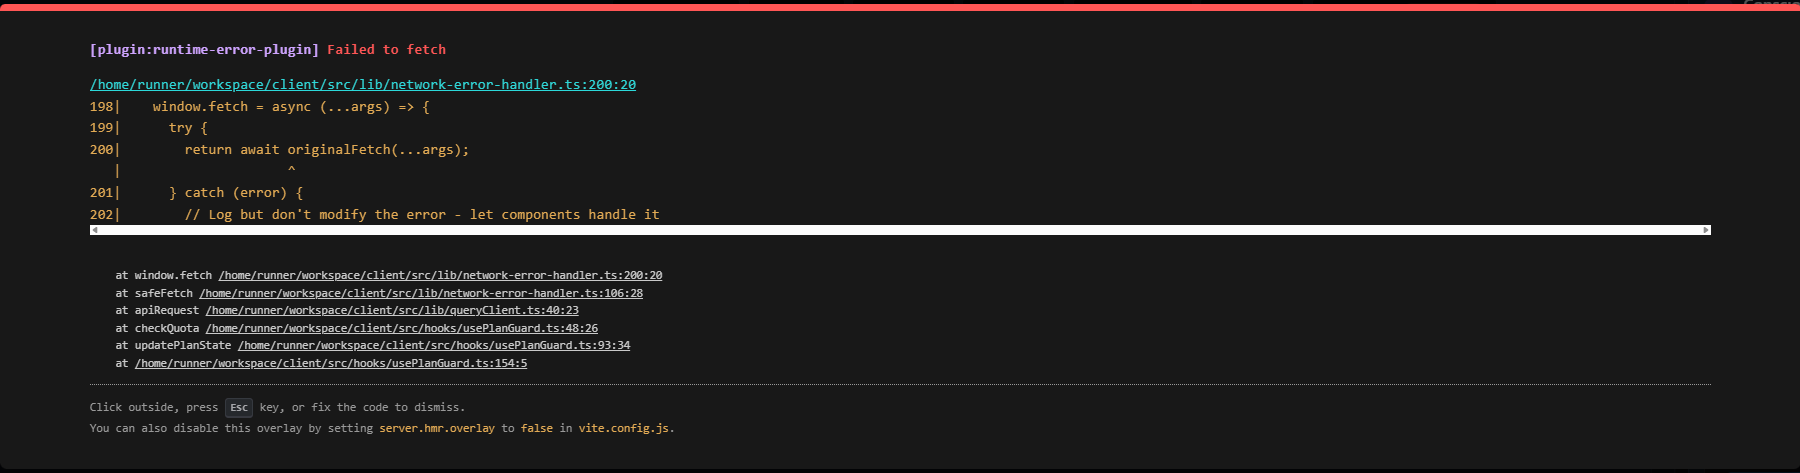 [plugin:runtime-error-plugin] Failed to fetch
/home/runner/workspace/client/src/lib/network-error-handler.ts:200:20
198|    window.fetch = async (...args) => {
199|      try {
200|        return await originalFetch(...args);
   |                     ^
201|      } catch (error) {
202|        // Log but don't modify the error - let components handle it
at window.fetch /home/runner/workspace/client/src/lib/network-error-handler.ts:200:20
at safeFetch /home/runner/workspace/client/src/lib/network-error-handler.ts:106:28
at apiRequest /home/runner/workspace/client/src/lib/queryClient.ts:40:23
at checkQuota /home/runner/workspace/client/src/hooks/usePlanGuard.ts:48:26
at updatePlanState /home/runner/workspace/client/src/hooks/usePlanGuard.ts:93:34
at /home/runner/workspace/client/src/hooks/usePlanGuard.ts:154:5
Click outside, press Esc key, or fix the code to dismiss.
You can also disable this overlay by setting server.hmr.overlay to false in vite.config.js.